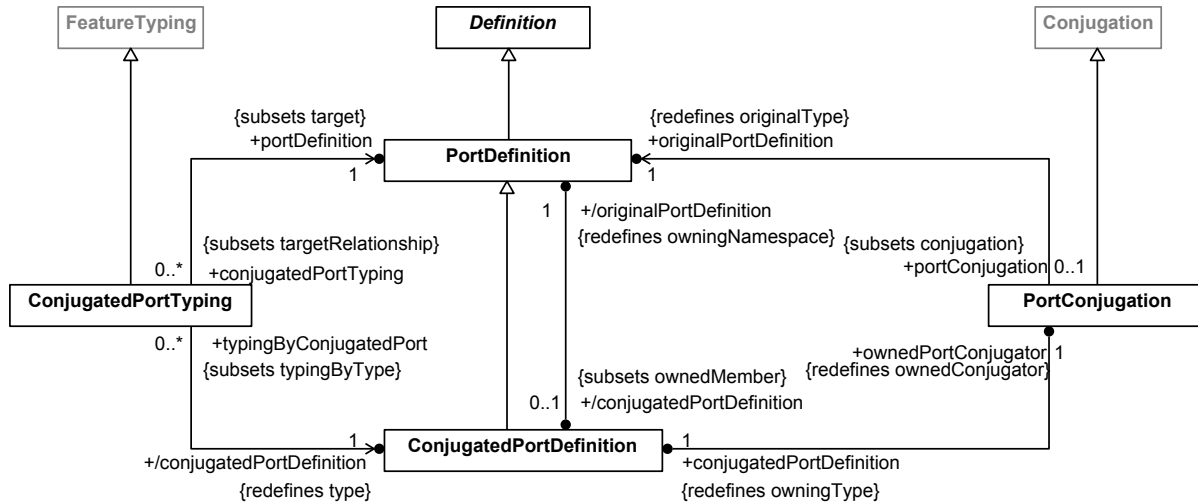 FeatureTyping
Definition
Conjugation
{subsets target}
+portDefinition
1
{redefines originalType}
+originalPortDefinition
1
PortDefinition
1
+/originalPortDefinition
{redefines owningNamespace}
{subsets targetRelationship}
0..*
+conjugatedPortTyping
{subsets conjugation}
+portConjugation
0..1
ConjugatedPortTyping
PortConjugation
0..*
+typingByConjugatedPort
{subsets typingByType}
+ownedPortConjugator
1
{redefines ownedConjugator}
{subsets ownedMember}
0..1
+/conjugatedPortDefinition
1
ConjugatedPortDefinition
1
+/conjugatedPortDefinition
{redefines type}
+conjugatedPortDefinition
{redefines owningType}